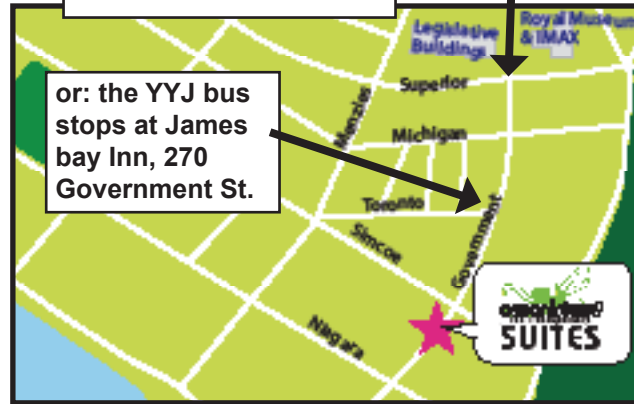 Legislative
Buildings
Royal Museum
& IMAX
Superior
or: the YYJ bus
stops at James
bay Inn, 270
Government St.
Menzies
Michigan
Toronto
Simcoe
Government
Niagara
SUITES